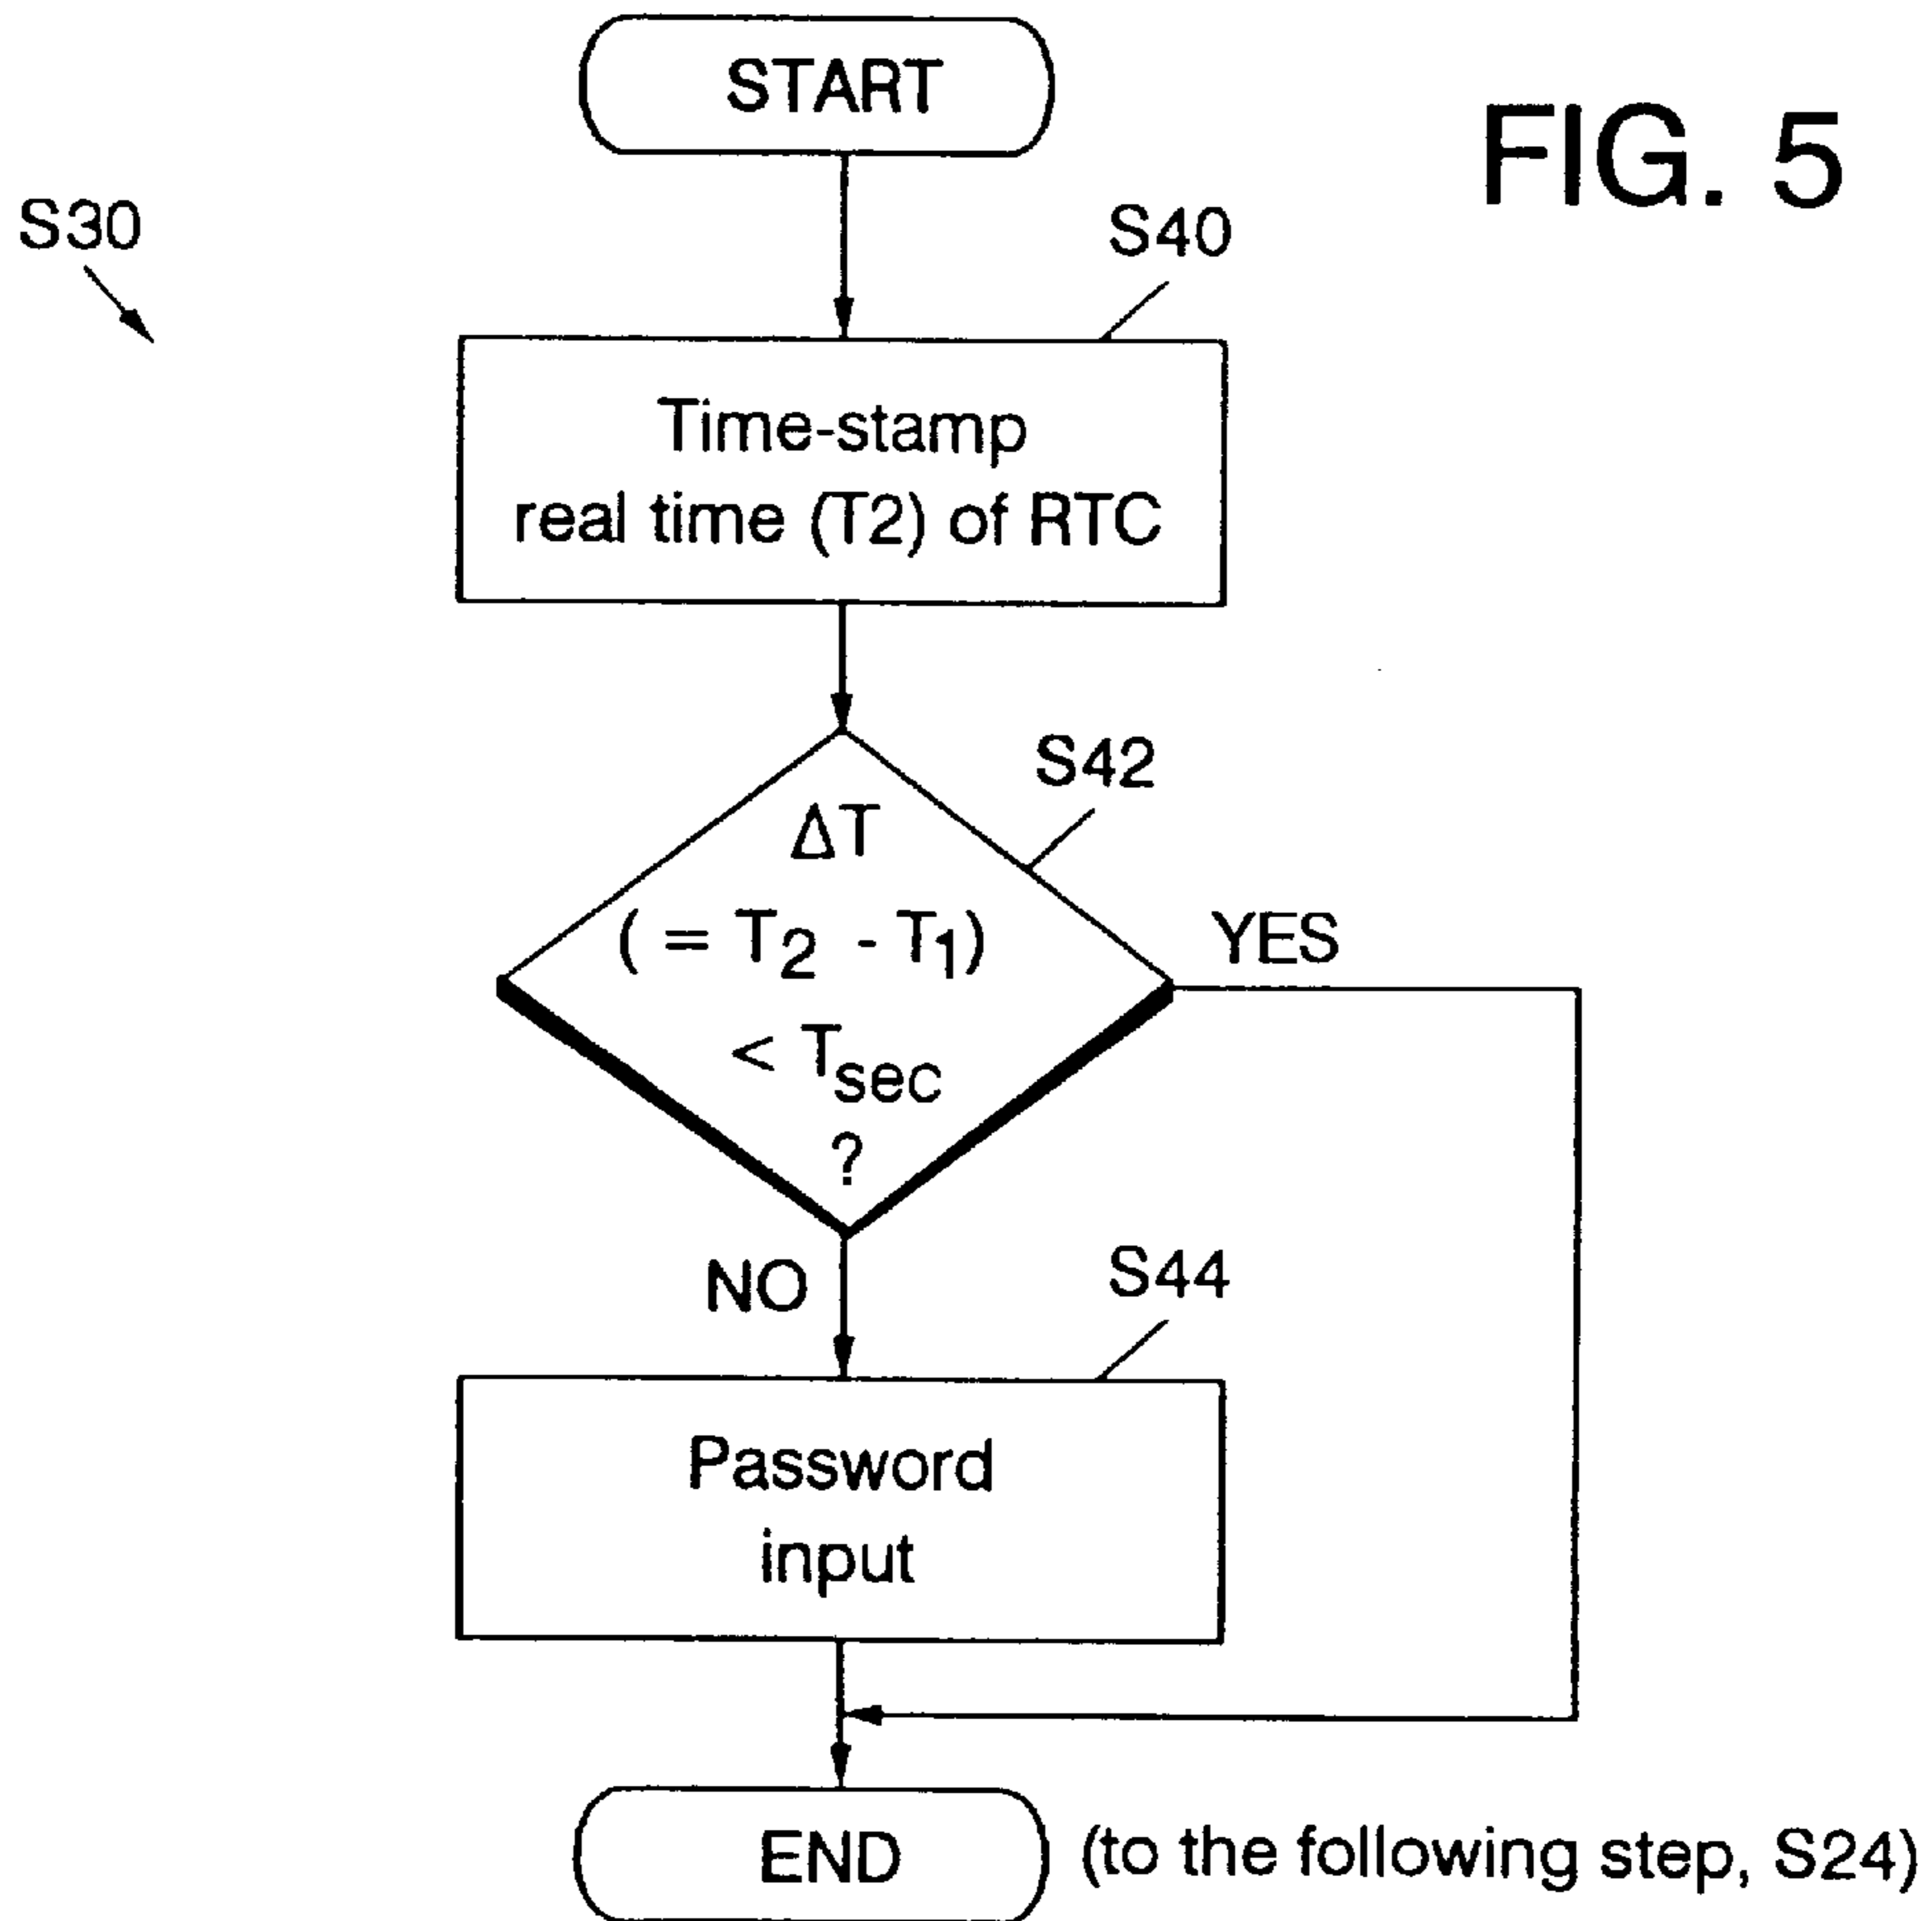 START
FIG. 5
S30
S40
Time-stamp
real time (T2) of RTC
S42
ΔT
( = T2 - T1)
< Tsec
?
YES
NO
S44
Password
input
END
(to the following step, S24)